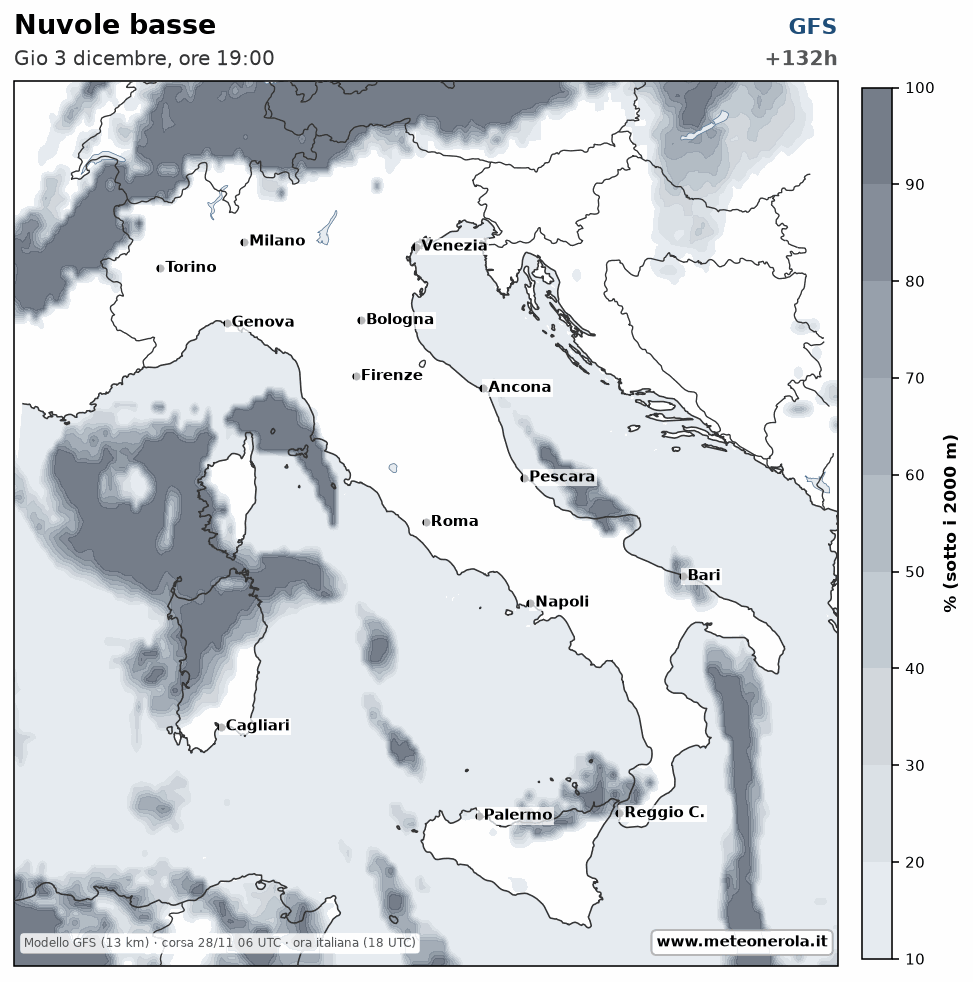 Nuvole basse
GFS
Gio 3 dicembre, ore 19:00
+132h
100
90
80
70
60
50
40
30
20
10
% (sotto i 2000 m)
Milano
Venezia
Torino
Genova
Bologna
Firenze
Ancona
Pescara
Roma
Bari
Napoli
Cagliari
Palermo
Reggio C.
Modello GFS (13 km) · corsa 28/11 06 UTC · ora italiana (18 UTC)
www.meteonerola.it